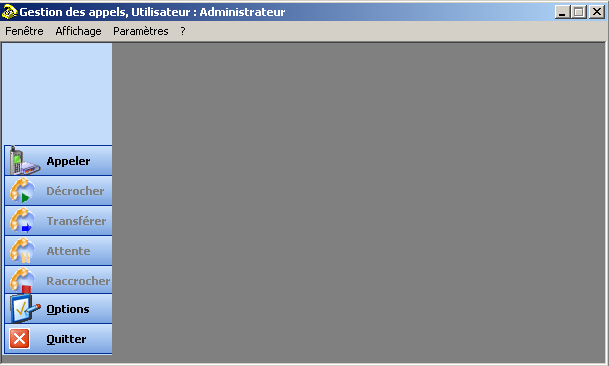 Gestion des appels, Utilisateur : Administrateur
Fenêtre Affichage Paramètres ?
Appeler
Décrocher
Transférer
Attente
Raccrocher
Options
Quitter